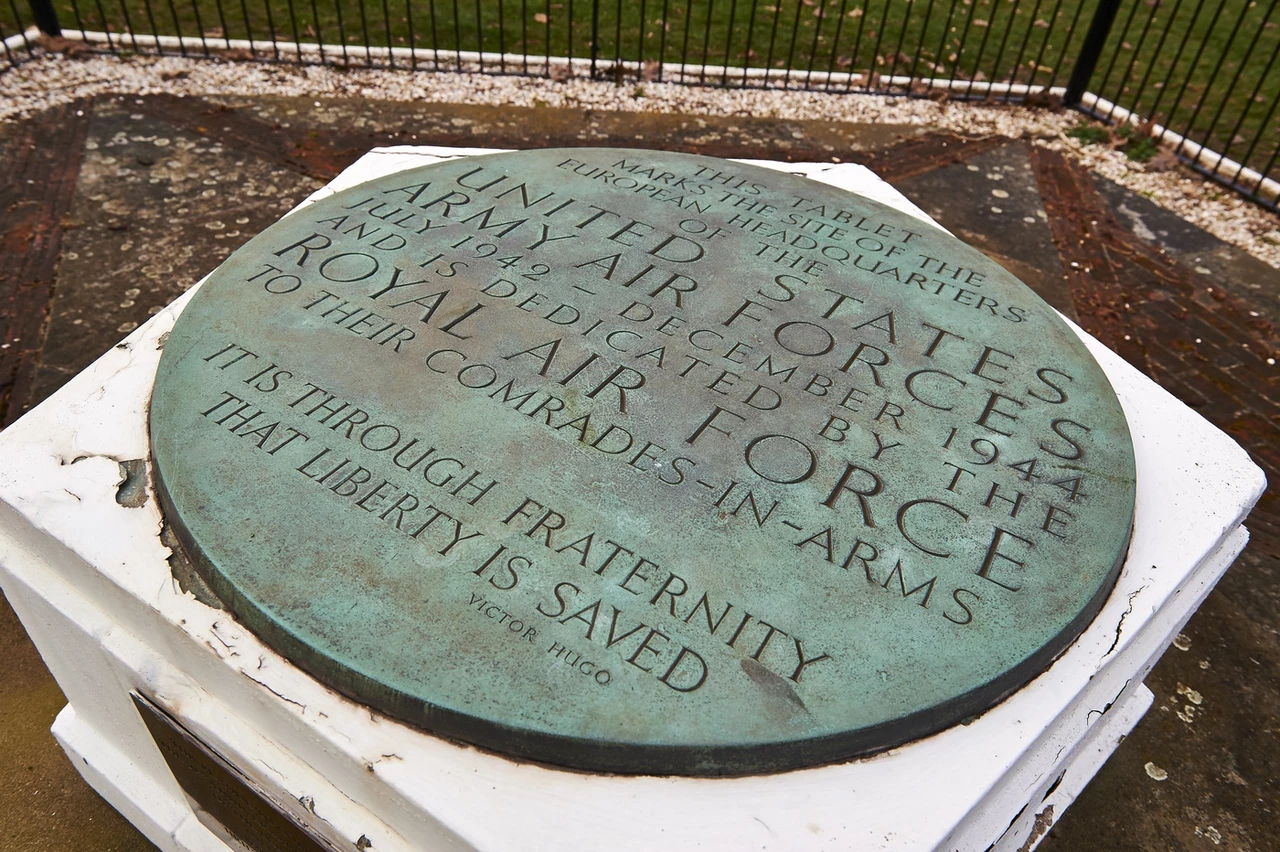 THIS TABLET
MARKS THE SITE OF THE
EUROPEAN HEADQUARTERS
OF THE
UNITED STATES
ARMY AIR FORCES
JULY 1942 – DECEMBER 1944
AND IS DEDICATED BY THE
ROYAL AIR FORCE
TO THEIR COMRADES-IN-ARMS
IT IS THROUGH FRATERNITY
THAT LIBERTY IS SAVED
VICTOR HUGO